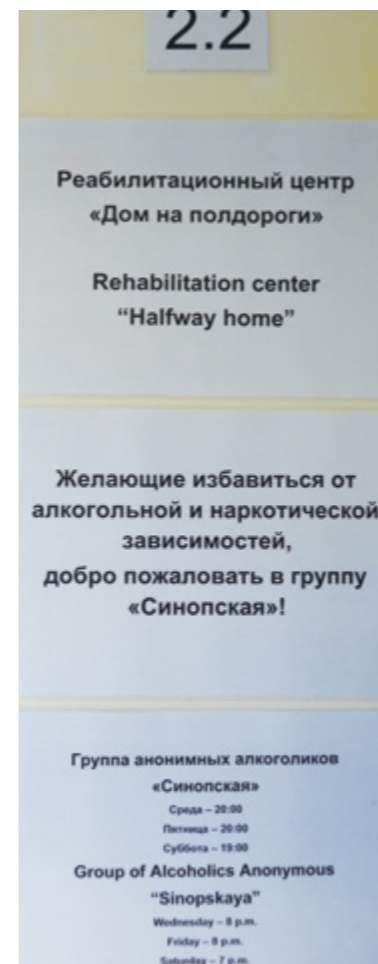 2.2
Реабилитационный центр
«Дом на полдороги»
Rehabilitation center
“Halfway home”
Желающие избавиться от
алкогольной и наркотической
зависимостей,
добро пожаловать в группу
«Синопская»!
Группа анонимных алкоголиков
«Синопская»
Среда – 20:00
Пятница – 20:00
Суббота – 19:00
Group of Alcoholics Anonymous
“Sinopskaya”
Wednesday – 8 p.m.
Friday – 8 p.m.
Saturday – 7 p.m.